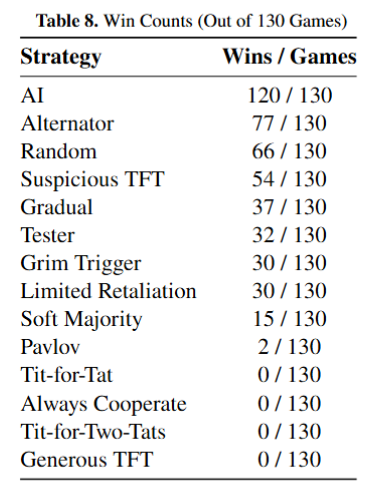 Table 8. Win Counts (Out of 130 Games)
Strategy Wins / Games
AI 120 / 130
Alternator 77 / 130
Random 66 / 130
Suspicious TFT 54 / 130
Gradual 37 / 130
Tester 32 / 130
Grim Trigger 30 / 130
Limited Retaliation 30 / 130
Soft Majority 15 / 130
Pavlov 2 / 130
Tit-for-Tat 0 / 130
Always Cooperate 0 / 130
Tit-for-Two-Tats 0 / 130
Generous TFT 0 / 130